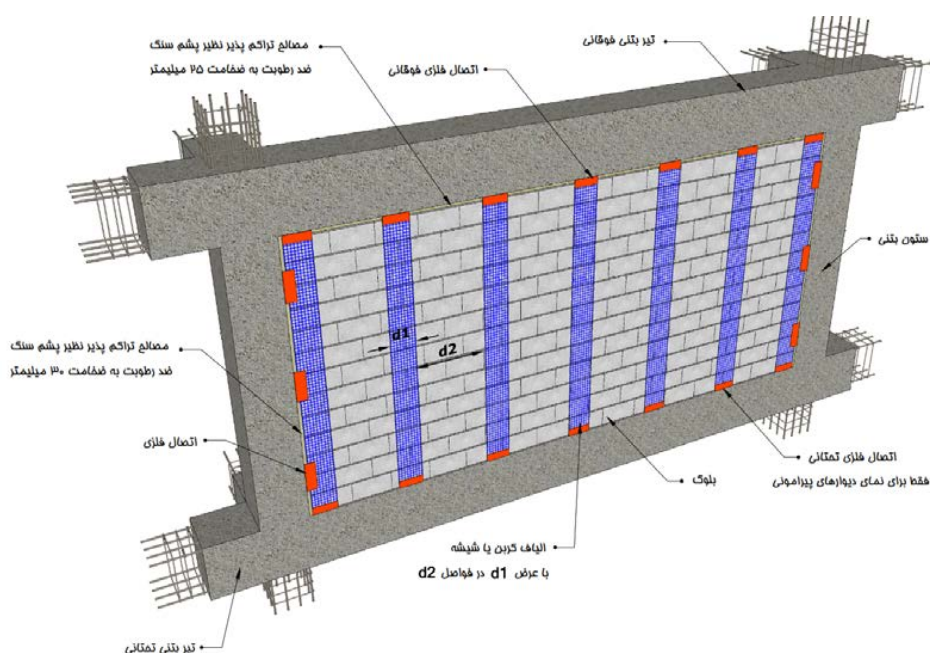 تیر بتنی فوقانی
مصالح تراکم پذیر نظیر پشم سنگ
ضد رطوبت به ضخامت ۲۵ میلیمتر
اتصال فلزی فوقانی
ستون بتنی
d1
d2
مصالح تراکم پذیر نظیر پشم سنگ
ضد رطوبت به ضخامت ۳۰ میلیمتر
اتصال فلزی
اتصال فلزی تحتانی
فقط برای نمای دیوارهای پیرامونی
بلوک
الیاف کربن یا شیشه
با عرض d1 در فواصل d2
تیر بتنی تحتانی